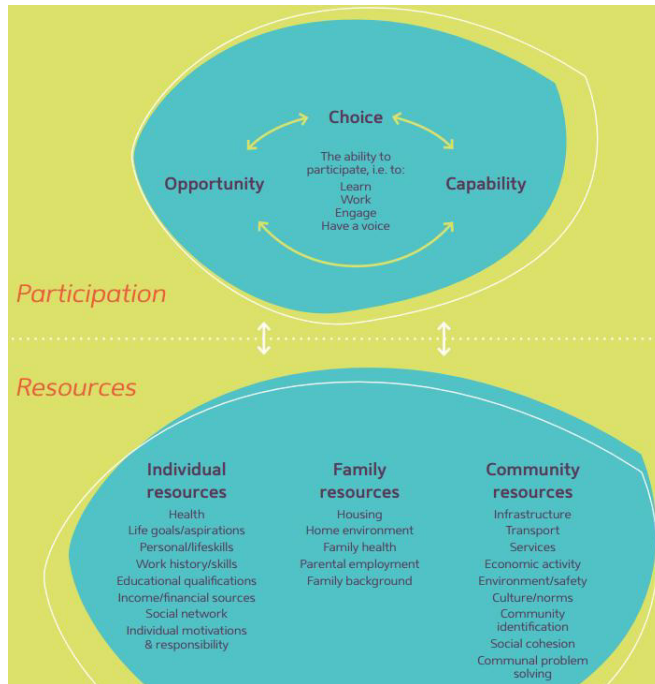 Choice
Opportunity
The ability to
participate, i.e. to:
Learn
Work
Engage
Have a voice
Capability
Participation
Resources
Individual
resources
Health
Life goals/aspirations
Personal/lifeskills
Work history/skills
Educational qualifications
Income/financial sources
Social network
Individual motivations
& responsibility
Family
resources
Housing
Home environment
Family health
Parental employment
Family background
Community
resources
Infrastructure
Transport
Services
Economic activity
Environment/safety
Culture/norms
Community
identification
Social cohesion
Communal problem
solving